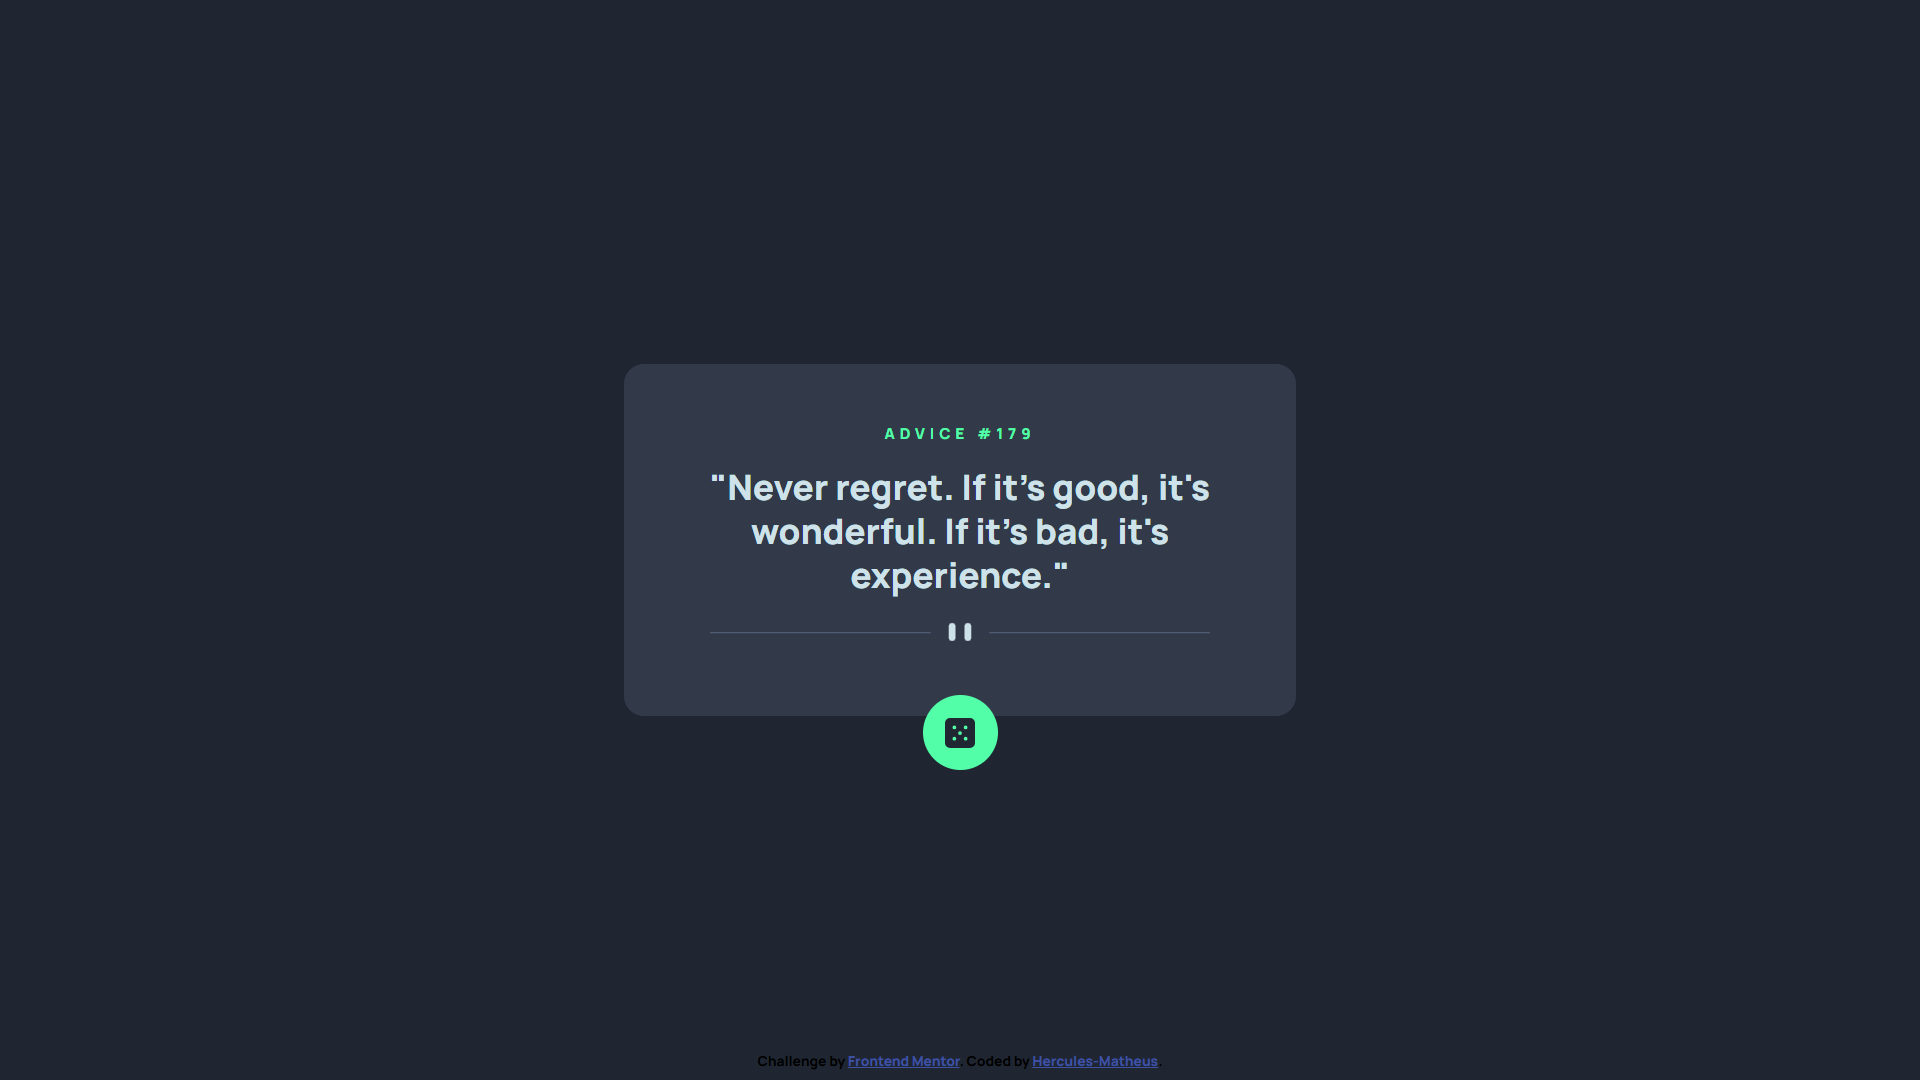 ADVICE #179
"Never regret. If it’s good, it's
wonderful. If it’s bad, it's
experience."
Challenge by Frontend Mentor. Coded by Hercules-Matheus.